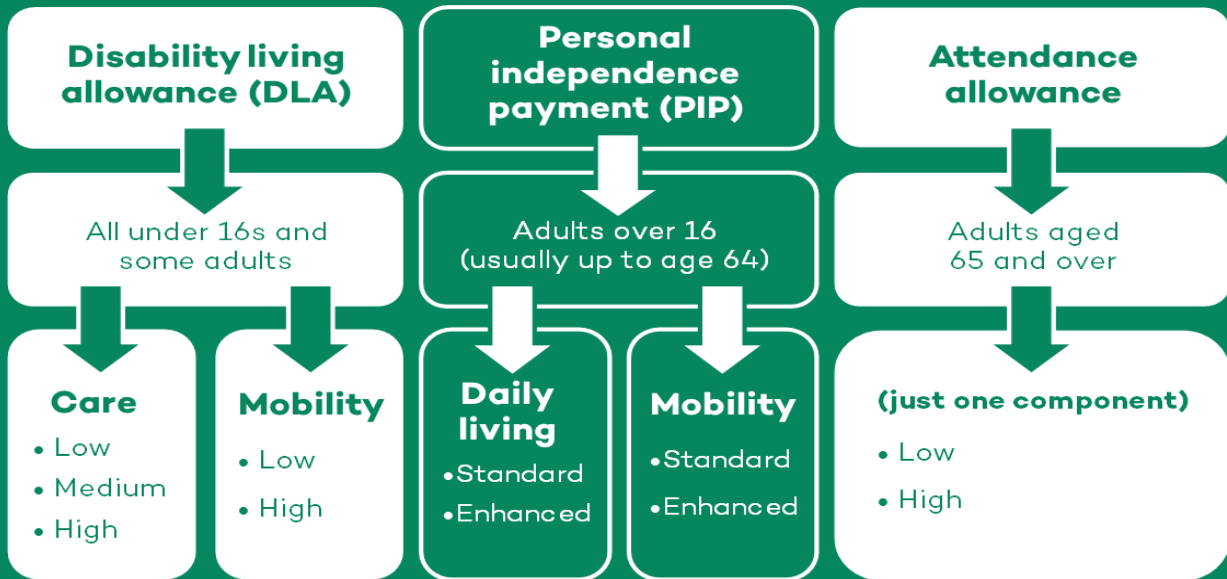 Disability living
allowance (DLA)
All under 16s and
some adults
Care
• Low
• Medium
• High
Mobility
• Low
• High
Personal
independence
payment (PIP)
Adults over 16
(usually up to age 64)
Daily
living
•Standard
•Enhanced
Mobility
•Standard
•Enhanced
Attendance
allowance
Adults aged
65 and over
(just one component)
• Low
• High